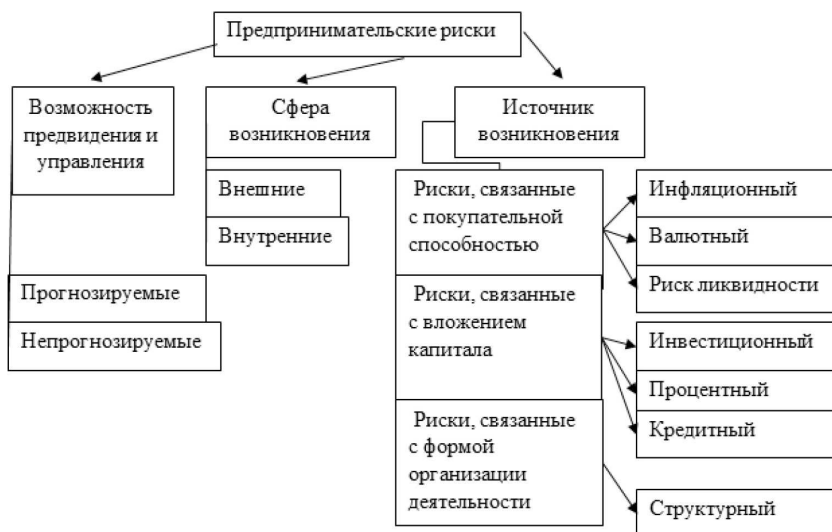 Предпринимательские риски
Возможность
предвидения и
управления
Прогнозируемые
Непрогнозируемые
Сфера
возникновения
Внешние
Внутренние
Источник
возникновения
Риски, связанные
с покупательной
способностью
Инфляционный
Валютный
Риск ликвидности
Риски, связанные
с вложением
капитала
Инвестиционный
Процентный
Кредитный
Риски, связанные
с формой
организации
деятельности
Структурный